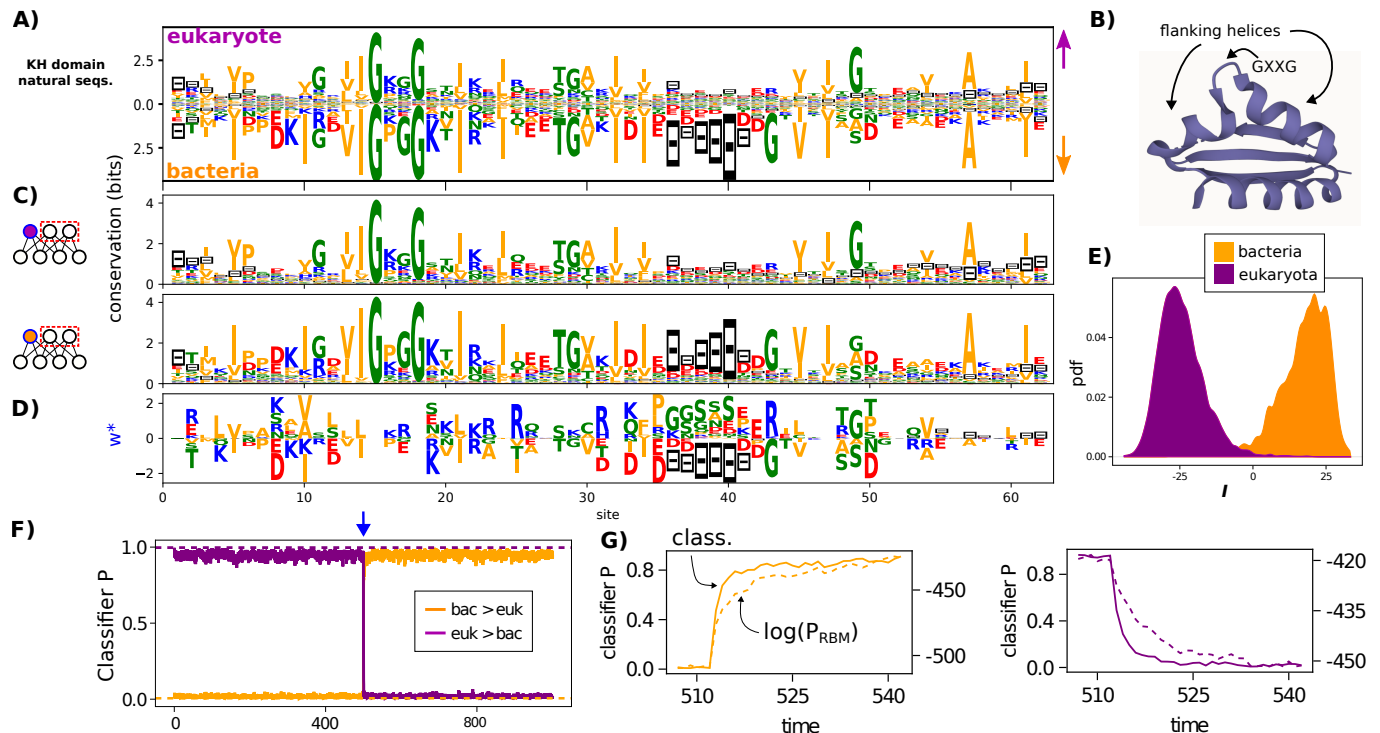 A)
KH domain
natural seqs.
eukaryote
bacteria
2.5
0.0
2.5
B)
flanking helices
GXXG
C)
conservation (bits)
4
2
0
4
2
0
D)
w*
2
0
−2
0
10
20
30
40
50
60
site
E)
bacteria
eukaryota
pdf
0.04
0.02
0.00
-25
0
25
I
F)
Classifier P
1.0
0.5
0.0
0
400
800
bac > euk
euk > bac
G)
class.
classifier P
0.8
0.4
0.0
log(PRBM)
-450
-500
510
525
540
time
classifier P
0.8
0.4
0.0
-420
-435
-450
510
525
540
time